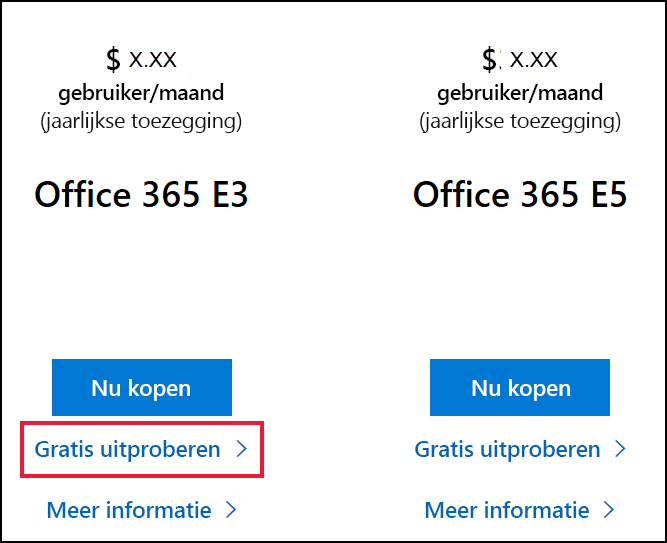 $ X.XX
gebruiker/maand
(jaarlijkse toezegging)
Office 365 E3
Nu kopen
Gratis uitproberen
Meer informatie
$ X.XX
gebruiker/maand
(jaarlijkse toezegging)
Office 365 E5
Nu kopen
Gratis uitproberen
Meer informatie